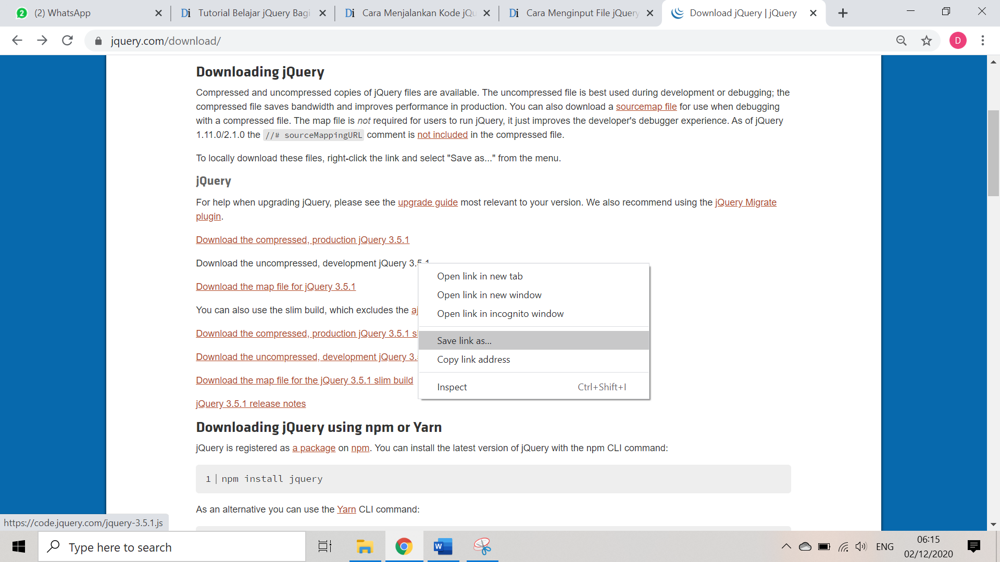 2 (2) WhatsApp
Di Tutorial Belajar jQuery Bagi
Di Cara Menjalankan Kode jQu
Di Cara Menginput File jQuery
Download jQuery | jQuery
jquery.com/download/
D
Downloading jQuery
Compressed and uncompressed copies of jQuery files are available. The uncompressed file is best used during development or debugging; the
compressed file saves bandwidth and improves performance in production. You can also download a sourcemap file for use when debugging
with a compressed file. The map file is not required for users to run jQuery, it just improves the developer's debugger experience. As of jQuery
1.11.0/2.1.0 the //# sourceMappingURL comment is not included in the compressed file.
To locally download these files, right-click the link and select "Save as..." from the menu.
jQuery
For help when upgrading jQuery, please see the upgrade guide most relevant to your version. We also recommend using the jQuery Migrate
plugin.
Download the compressed, production jQuery 3.5.1
Download the uncompressed, development jQuery 3.5.1
Download the map file for jQuery 3.5.1
You can also use the slim build, which excludes the aj
Download the compressed, production jQuery 3.5.1 s
Download the uncompressed, development jQuery 3.
Download the map file for the jQuery 3.5.1 slim build
jQuery 3.5.1 release notes
Open link in new tab
Open link in new window
Open link in incognito window
Save link as...
Copy link address
Inspect Ctrl+Shift+I
Downloading jQuery using npm or Yarn
jQuery is registered as a package on npm. You can install the latest version of jQuery with the npm CLI command:
1 npm install jquery
As an alternative you can use the Yarn CLI command:
https://code.jquery.com/jquery-3.5.1.js
Type here to search
W
ENG
06:15
02/12/2020